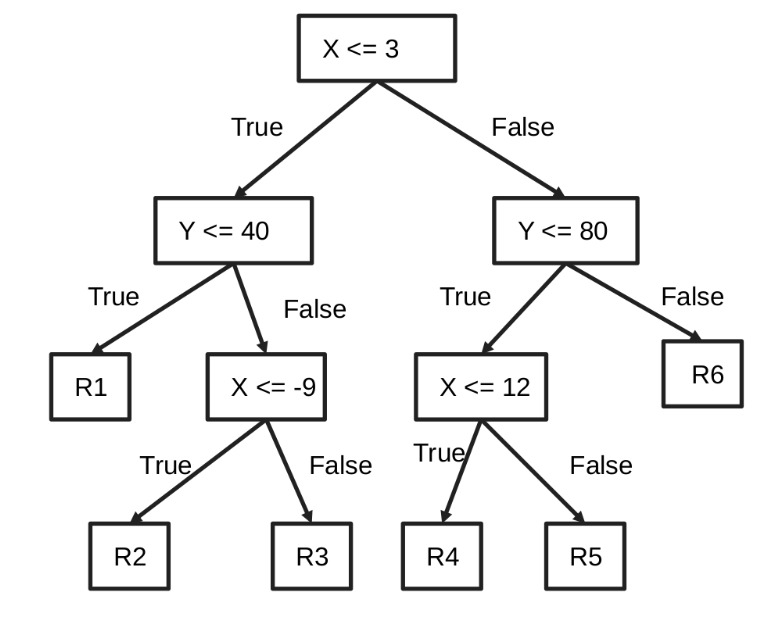 X <= 3
True
False
Y <= 40
Y <= 80
True
False
True
False
R1
X <= -9
X <= 12
R6
True
False
True
False
R2
R3
R4
R5